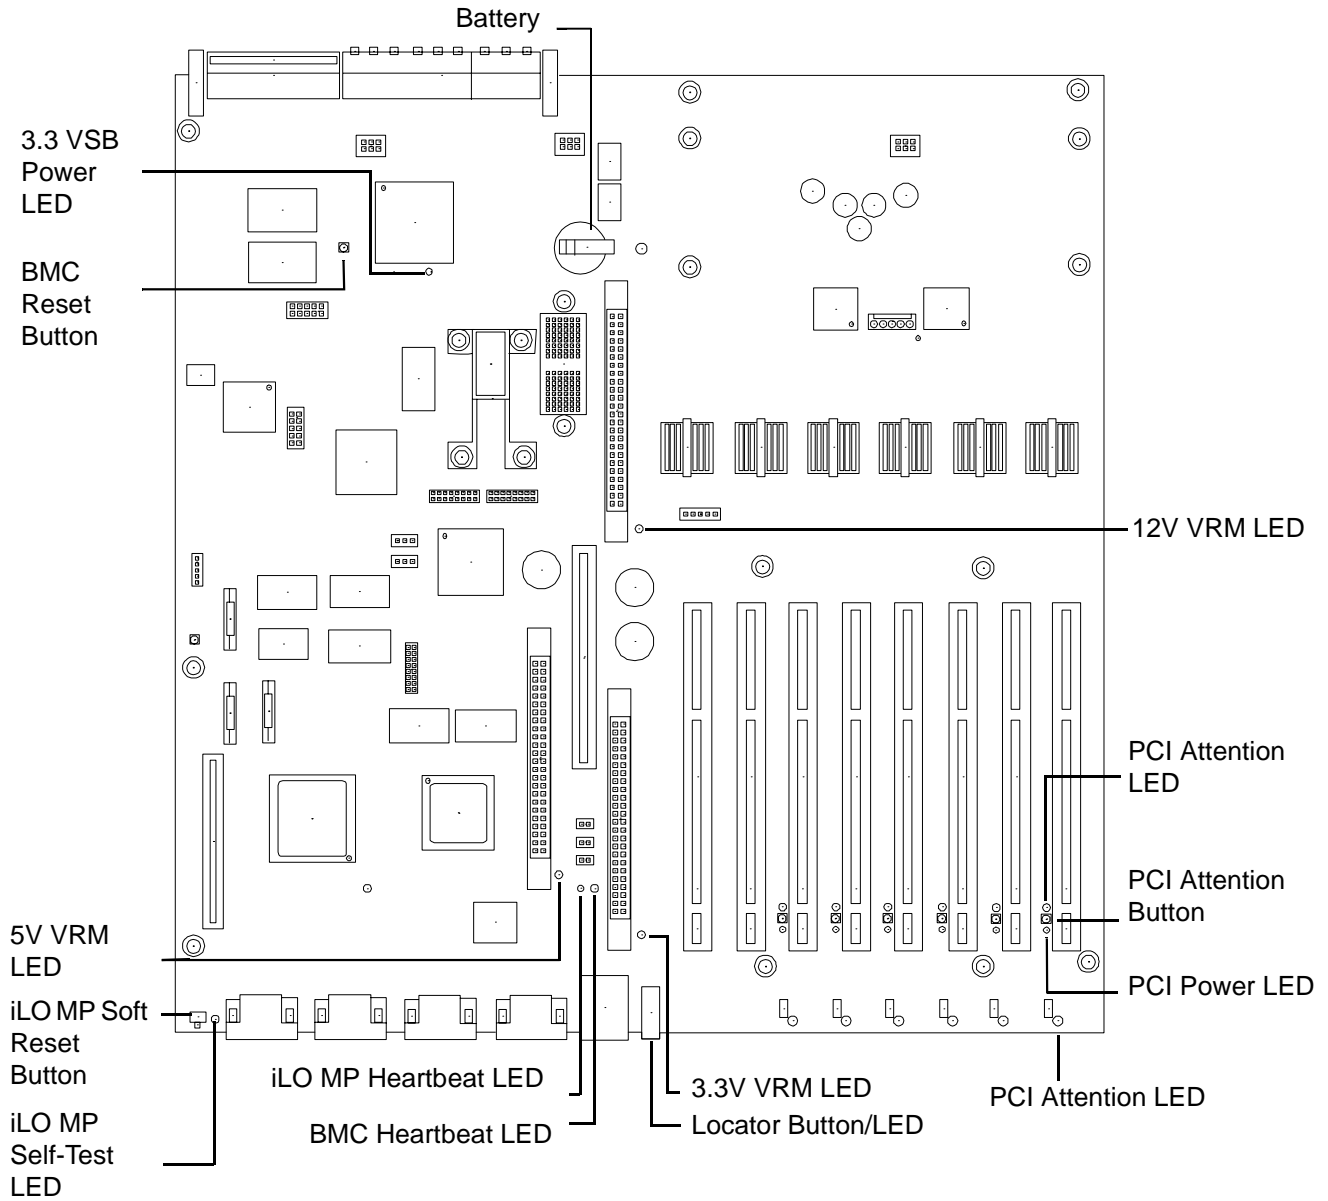 Battery
3.3 VSB
Power
LED
BMC
Reset
Button
12V VRM LED
PCI Attention
LED
PCI Attention
Button
PCI Power LED
5V VRM
LED
iLO MP Soft
Reset
Button
iLO MP
Self-Test
LED
iLO MP Heartbeat LED
BMC Heartbeat LED
3.3V VRM LED
Locator Button/LED
PCI Attention LED